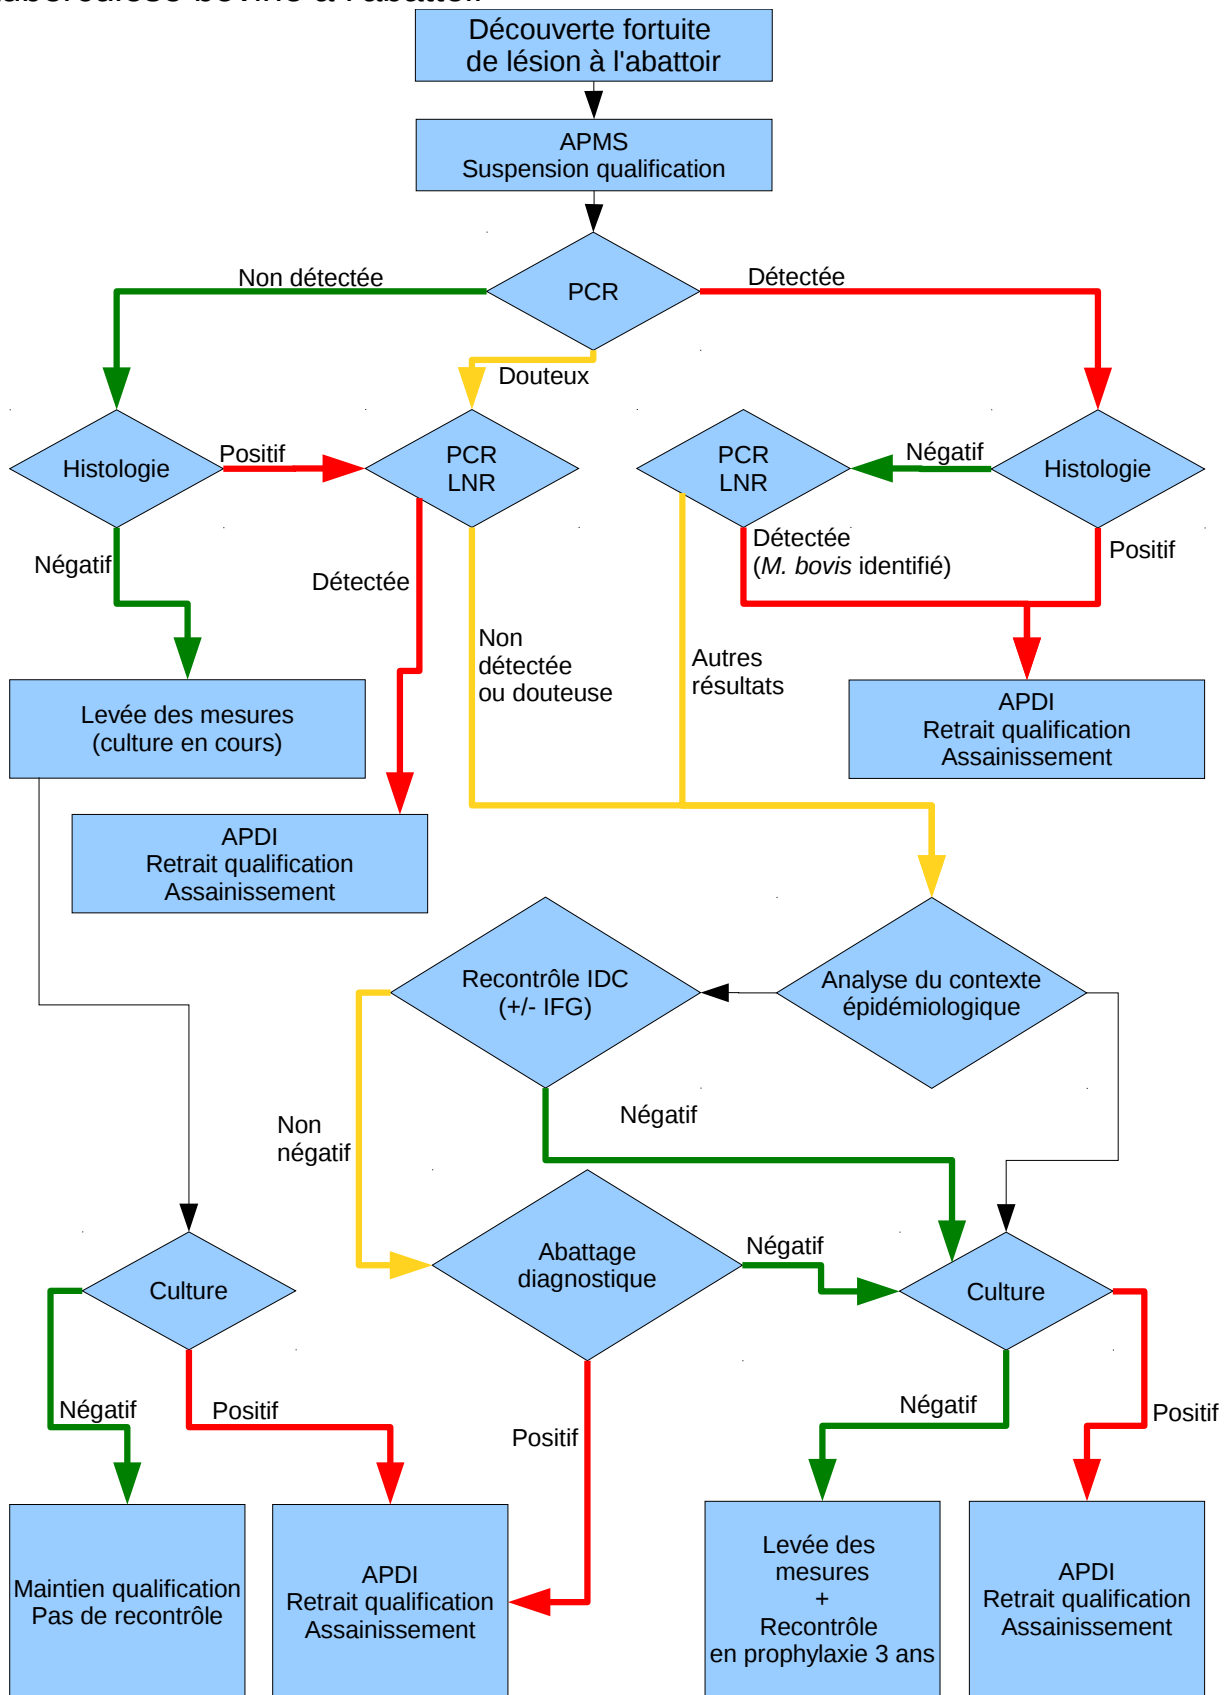 tuberculose bovine à l'abattoir
Découverte fortuite
de lésion à l'abattoir
APMS
Suspension qualification
Non détectée
PCR
Détectée
Douteux
Histologie
Positif
PCR
LNR
PCR
LNR
Négatif
Histologie
Négatif
Détectée
Détectée
(M. bovis identifié)
Positif
Non
détectée
ou douteuse
Autres
résultats
Levée des mesures
(culture en cours)
APDI
Retrait qualification
Assainissement
APDI
Retrait qualification
Assainissement
Recontrôle IDC
(+/- IFG)
Analyse du contexte
épidémiologique
Non
négatif
Négatif
Abattage
diagnostique
Négatif
Culture
Culture
Négatif
Positif
Positif
Négatif
Positif
Maintien qualification
Pas de recontrôle
APDI
Retrait qualification
Assainissement
Levée des
mesures
+
Recontrôle
en prophylaxie 3 ans
APDI
Retrait qualification
Assainissement